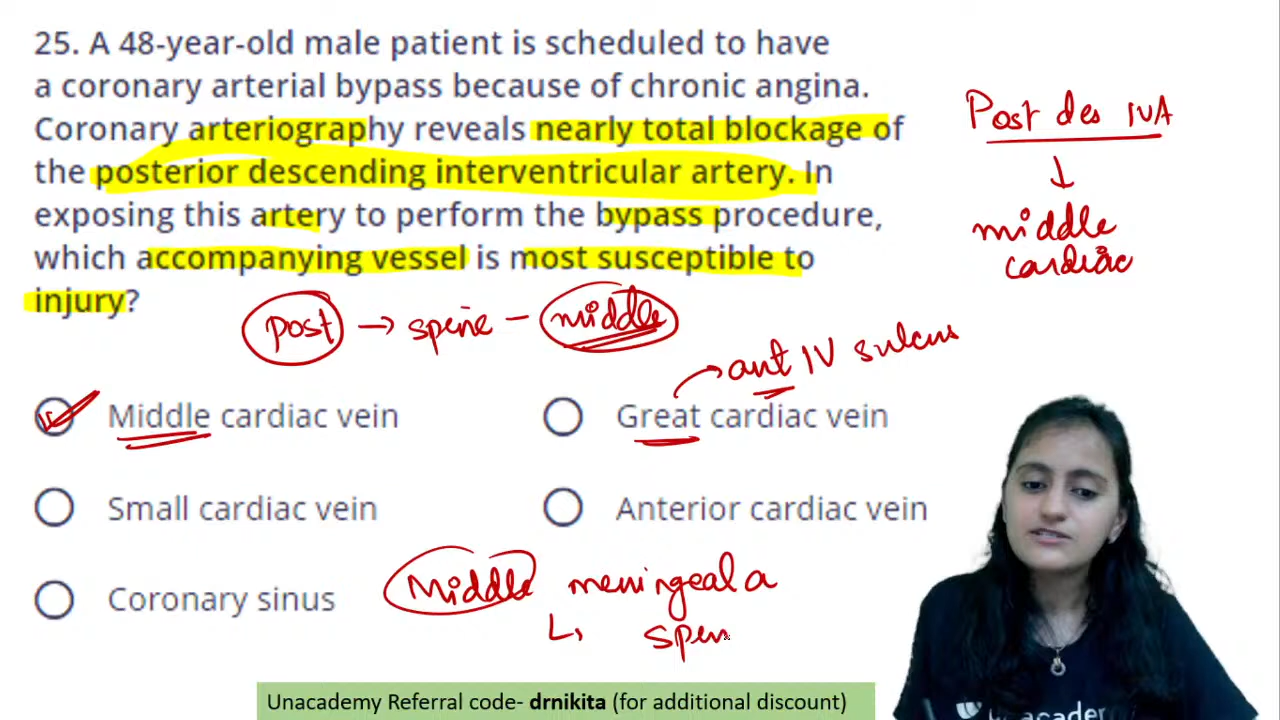 25. A 48-year-old male patient is scheduled to have
a coronary arterial bypass because of chronic angina.
Coronary arteriography reveals nearly total blockage of
the posterior descending interventricular artery. In
exposing this artery to perform the bypass procedure,
which accompanying vessel is most susceptible to
injury?
Post des IVA
↓
middle
cardiac
post → spine - middle
ant IV sulcus
Middle cardiac vein
Great cardiac vein
Small cardiac vein
Anterior cardiac vein
Coronary sinus
Middle meningeal a
spen
Unacademy Referral code- drnikita (for additional discount)